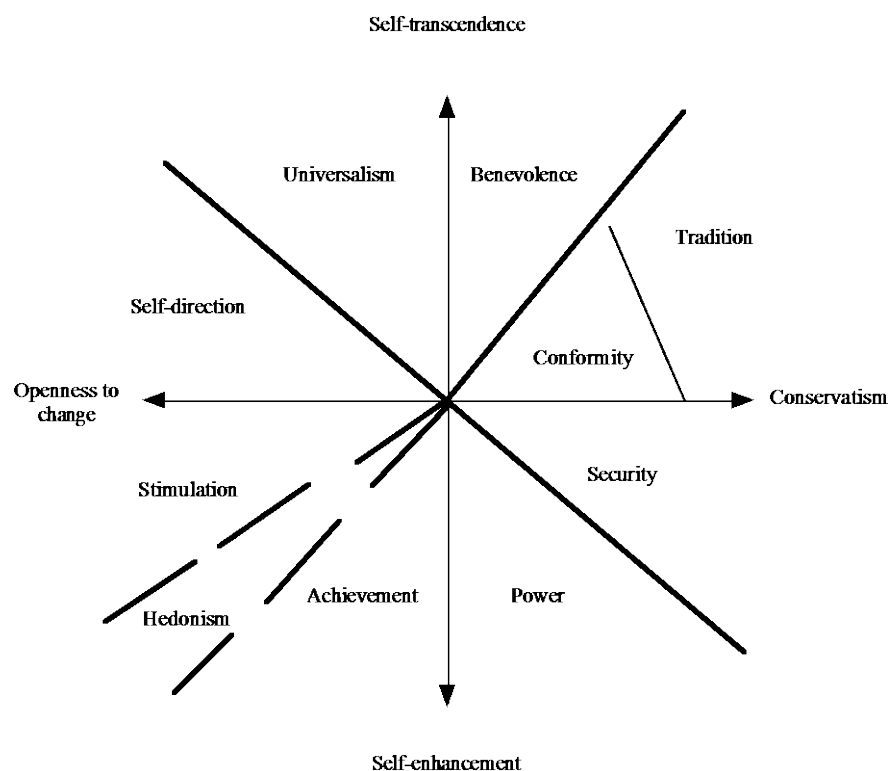 Self-transcendence
Universalism
Benevolence
Tradition
Self-direction
Conformity
Openness to
change
Conservatism
Security
Stimulation
Achievement
Power
Hedonism
Self-enhancement